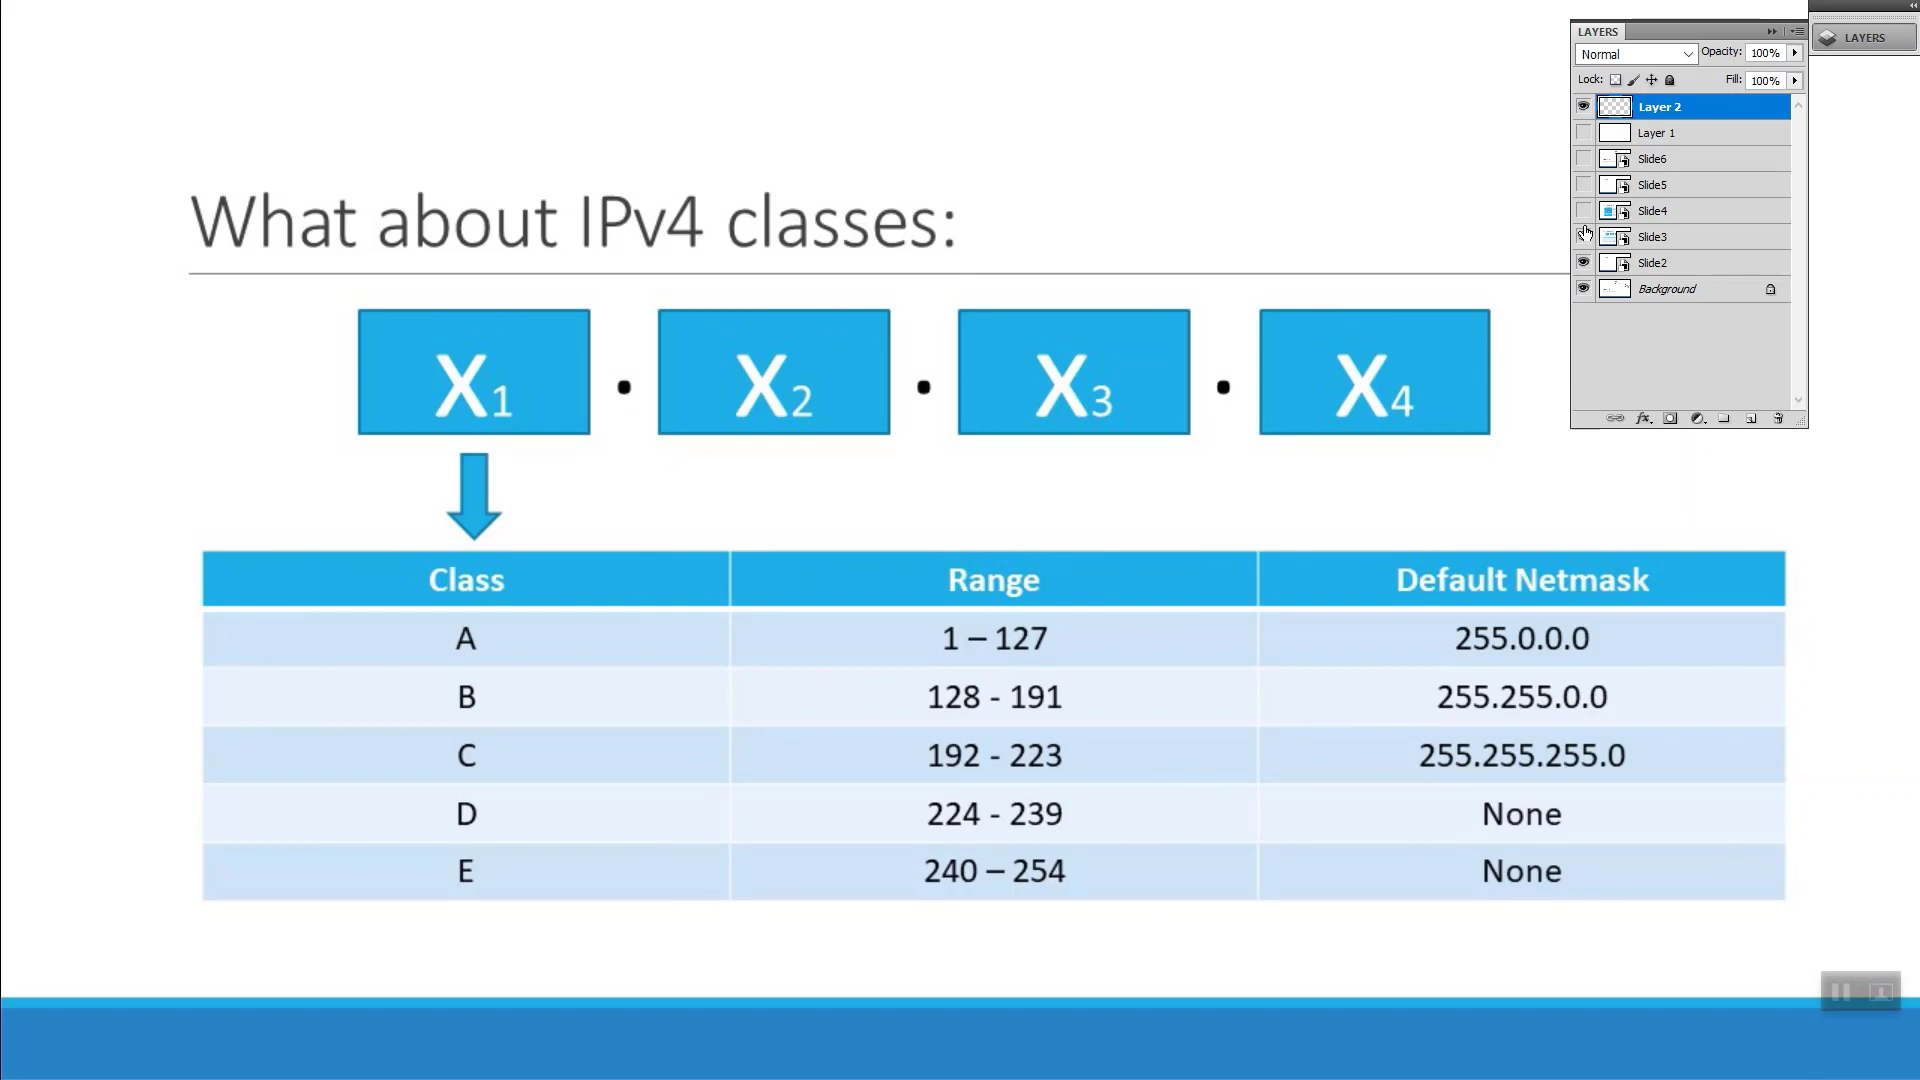 LAYERS
LAYERS
Normal Opacity: 100%
Lock: Fill: 100%
Layer 2
Layer 1
Slide6
Slide5
Slide4
Slide3
Slide2
Background
fx
What about IPv4 classes:
X1 . X2 . X3 . X4
Class Range Default Netmask
A 1 – 127 255.0.0.0
B 128 - 191 255.255.0.0
C 192 - 223 255.255.255.0
D 224 - 239 None
E 240 – 254 None